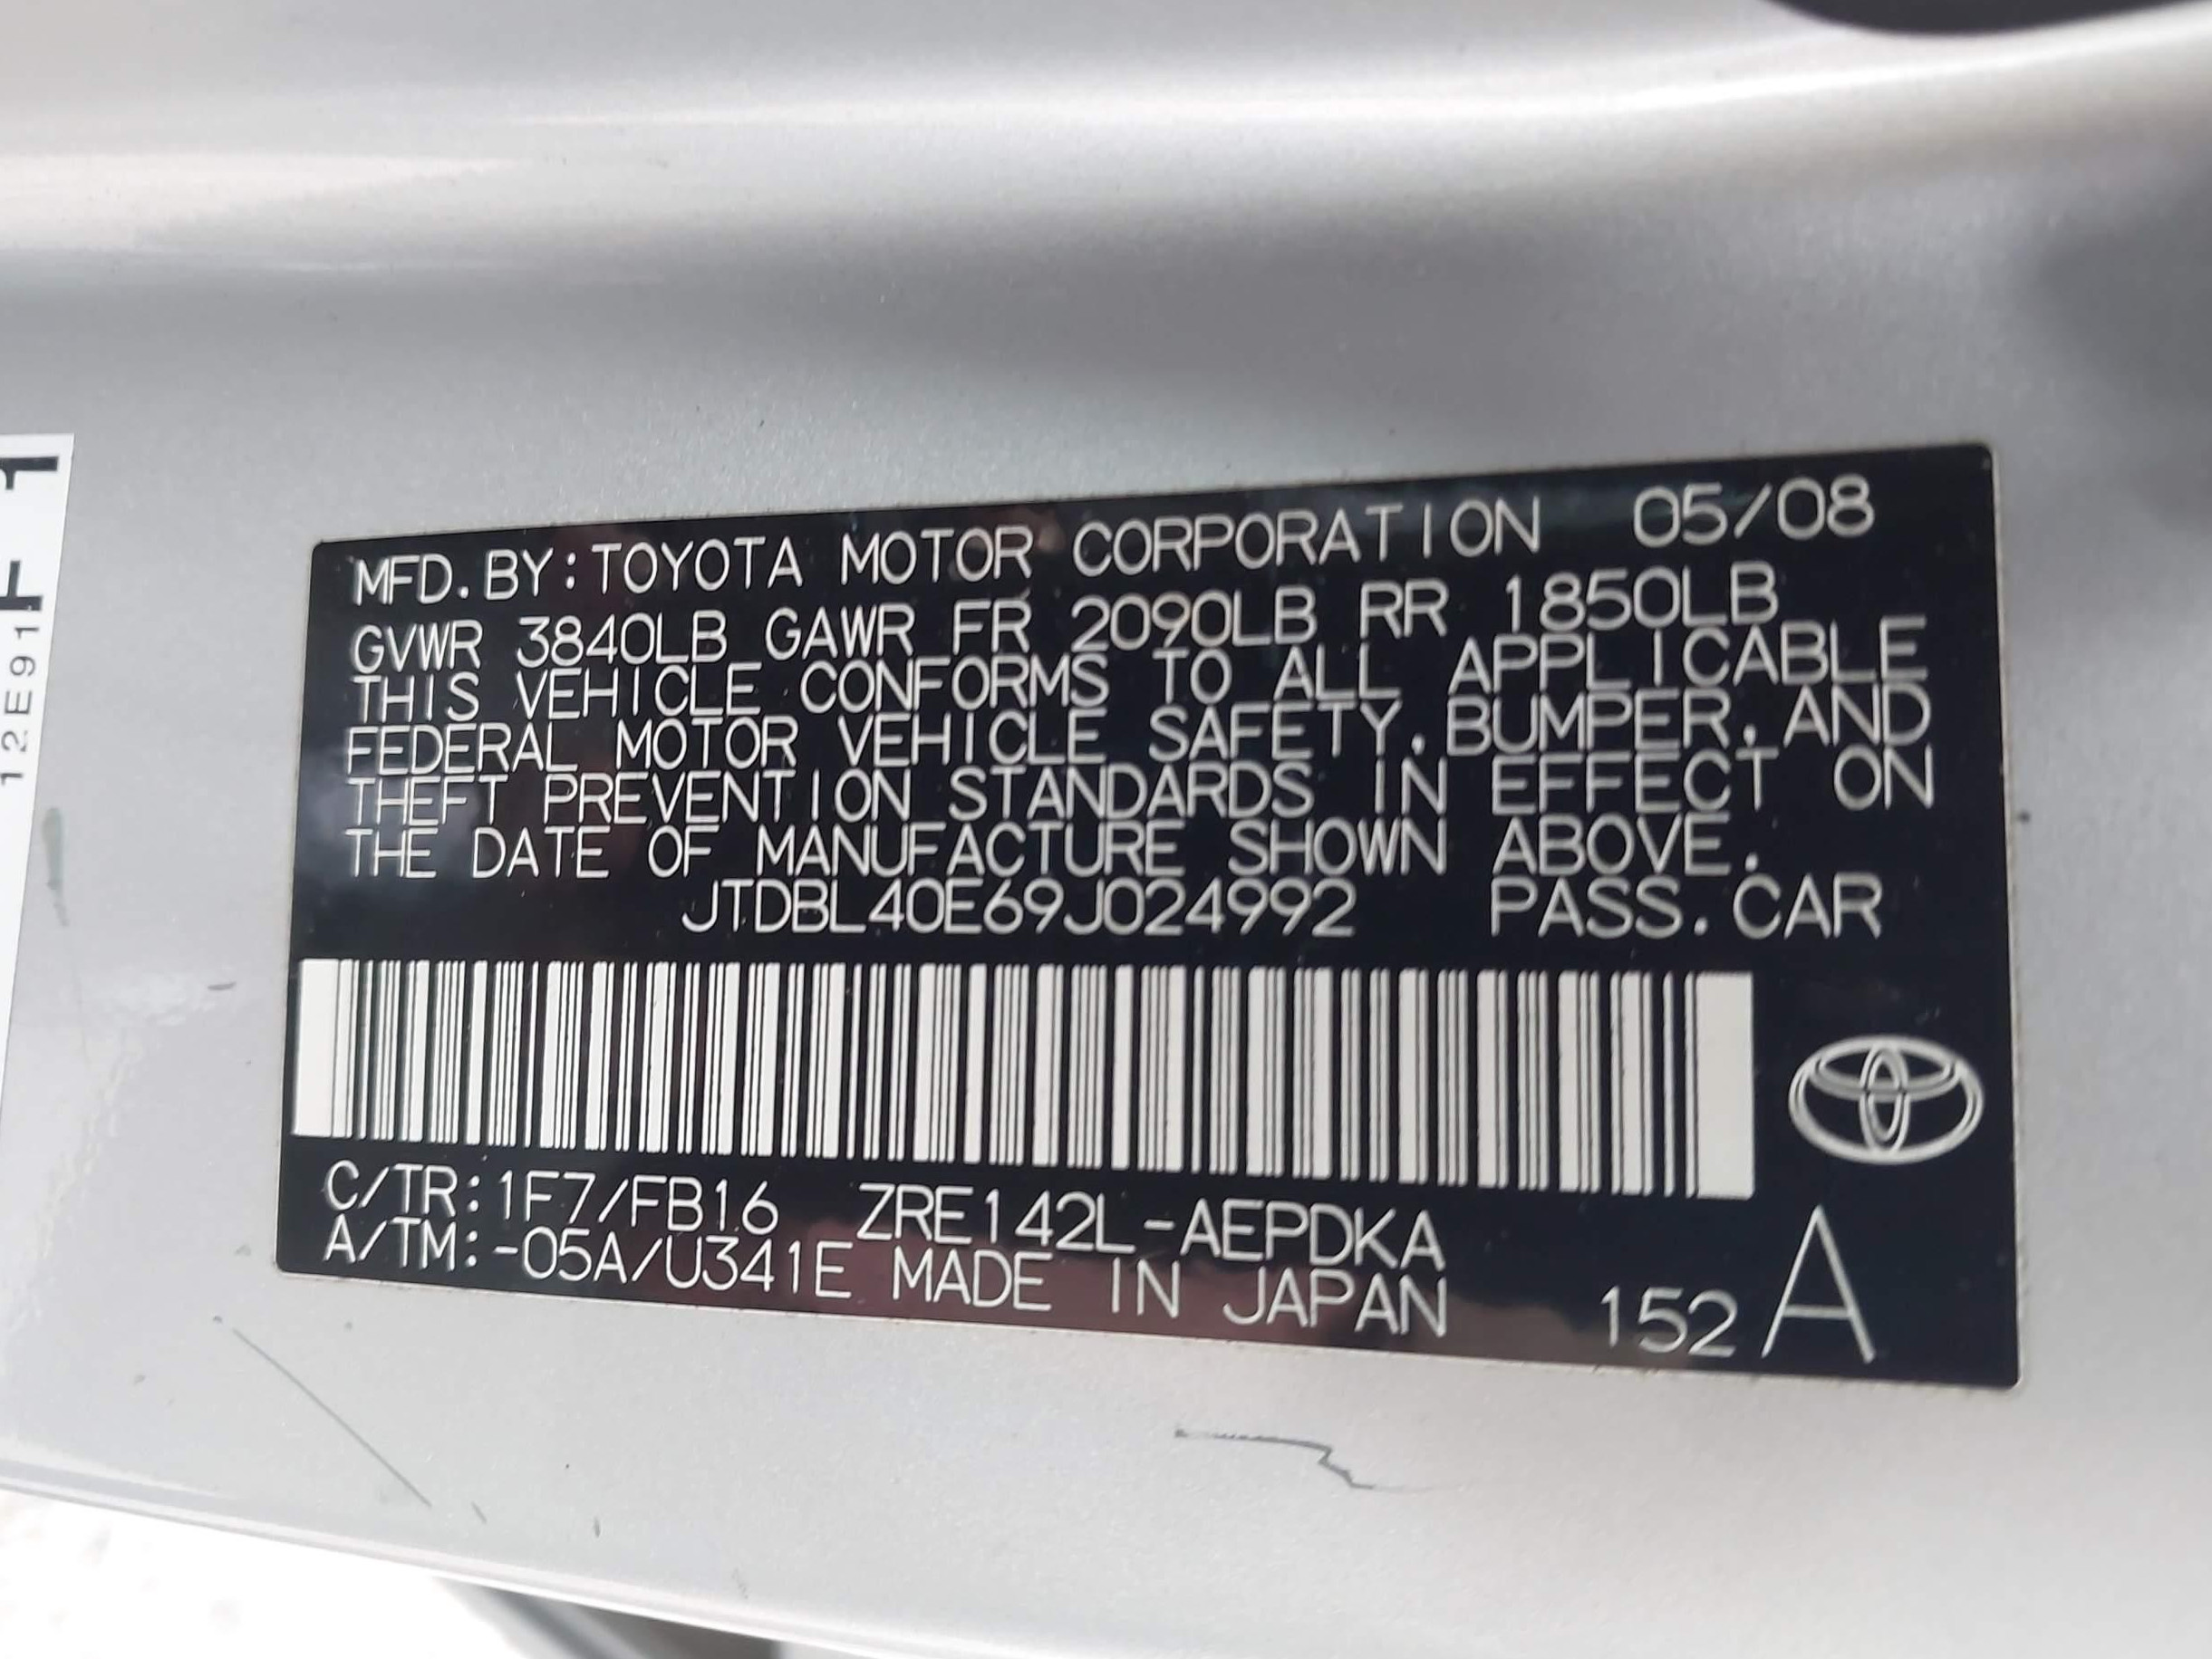 MFD.BY:TOYOTA MOTOR CORPORATION 05/08
GVWR 3840LB GAWR FR 2090LB RR 1850LB
THIS VEHICLE CONFORMS TO ALL APPLICABLE
FEDERAL MOTOR VEHICLE SAFETY,BUMPER,AND
THEFT PREVENTION STANDARDS IN EFFECT ON
THE DATE OF MANUFACTURE SHOWN ABOVE.
JTDBL40E69J024992 PASS.CAR
C/TR:1F7/FB16 ZRE142L-AEPDKA
A/TM:-05A/U341E MADE IN JAPAN
152 A
12E91